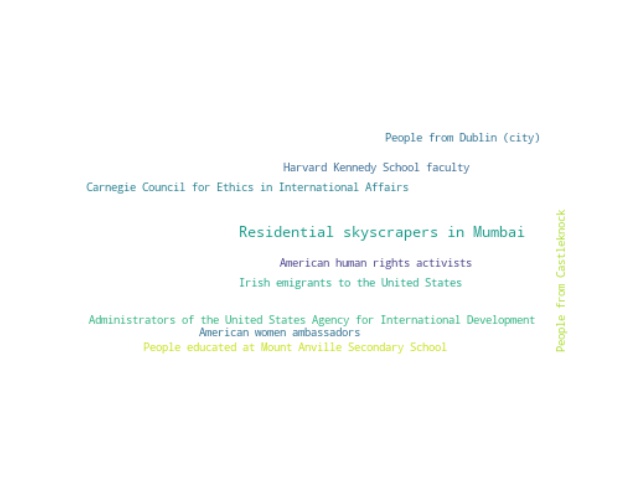 People from Dublin (city)
Harvard Kennedy School faculty
Carnegie Council for Ethics in International Affairs
Residential skyscrapers in Mumbai
People from Castleknock
American human rights activists
Irish emigrants to the United States
Administrators of the United States Agency for International Development
American women ambassadors
People educated at Mount Anville Secondary School